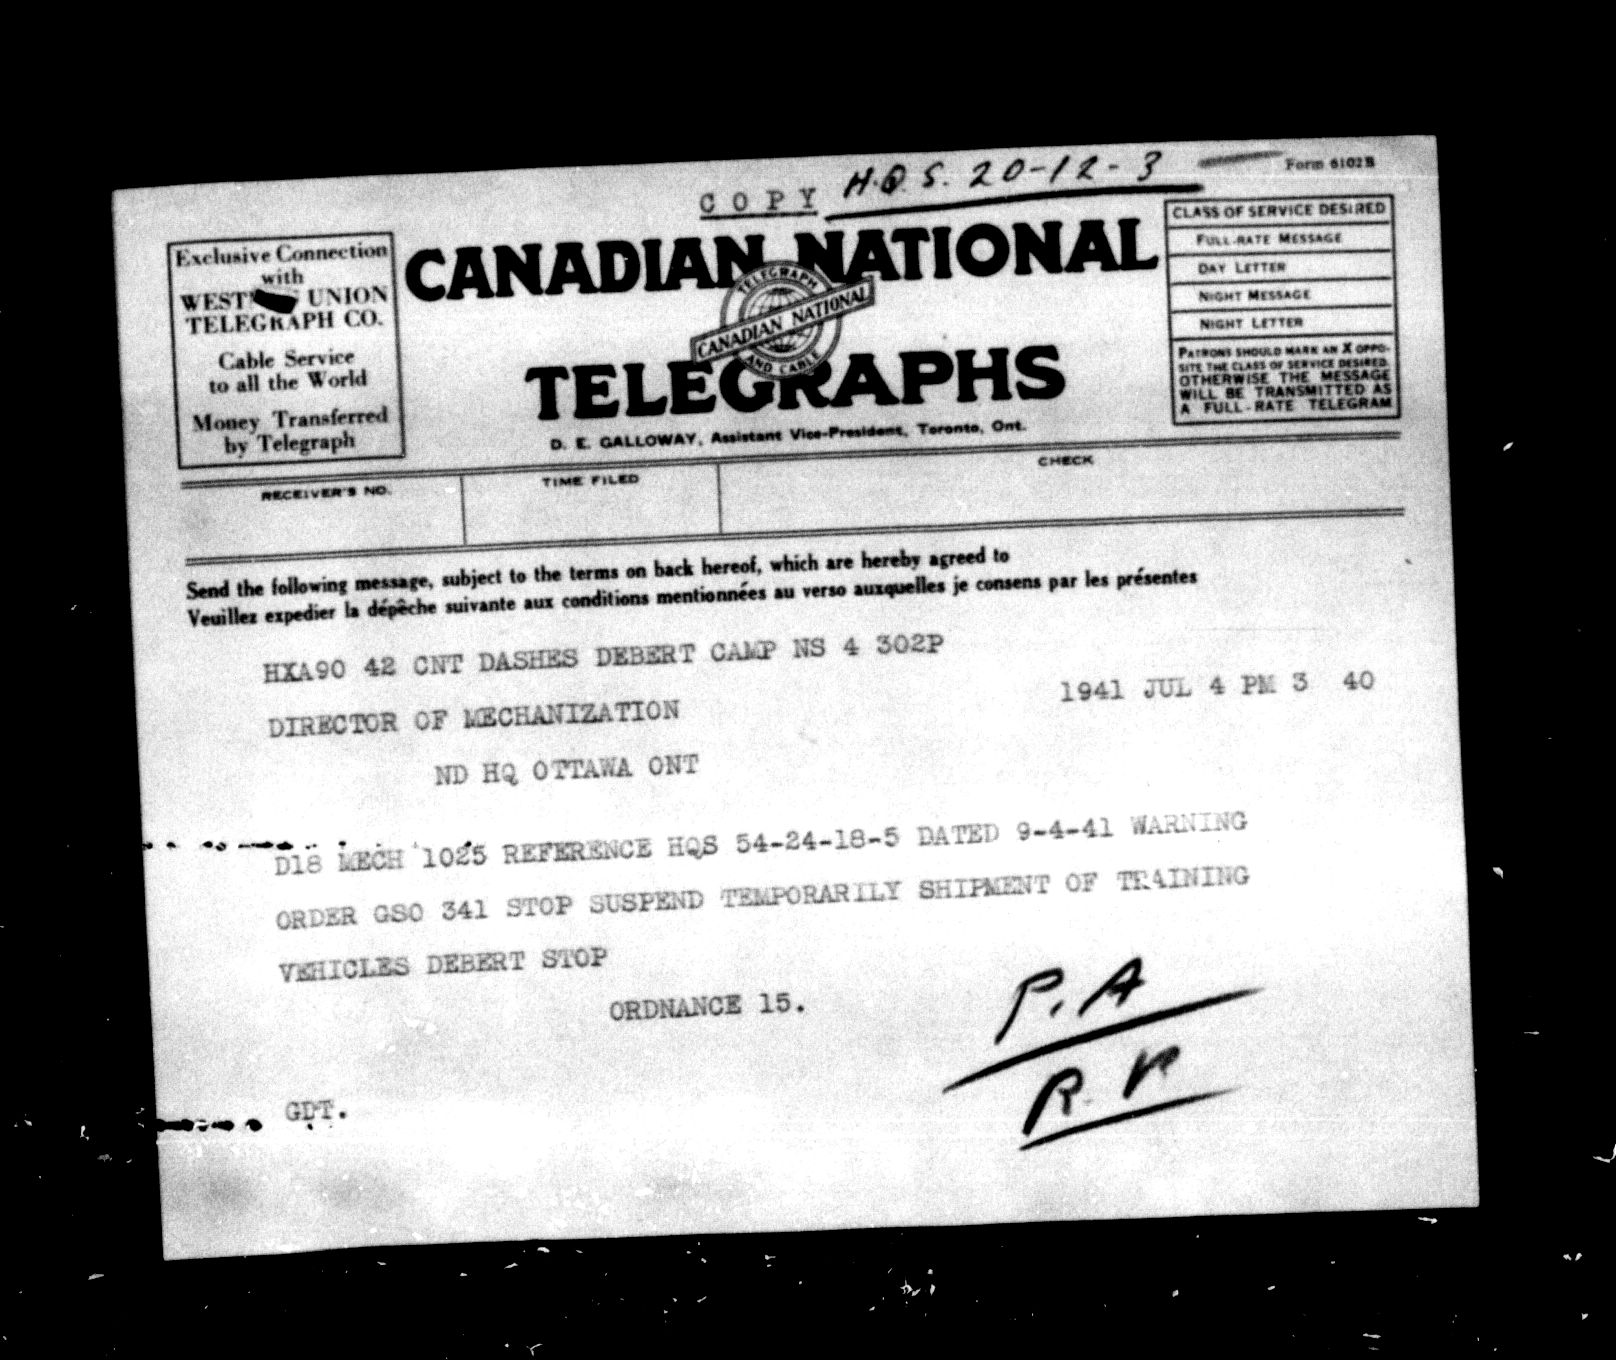 COPY H.Q.S. 20-12-3
Form 6102B
Exclusive Connection
with
WESTERN UNION
TELEGRAPH CO.
Cable Service
to all the World
Money Transferred
by Telegraph
CANADIAN NATIONAL
TELEGRAPH
CANADIAN NATIONAL
AND CABLE
TELEGRAPHS
D. E. GALLOWAY, Assistant Vice-President, Toronto, Ont.
CLASS OF SERVICE DESIRED
FULL-RATE MESSAGE
DAY LETTER
NIGHT MESSAGE
NIGHT LETTER
PATRONS SHOULD MARK AN X OPPO-
SITE THE CLASS OF SERVICE DESIRED.
OTHERWISE THE MESSAGE
WILL BE TRANSMITTED AS
A FULL-RATE TELEGRAM
RECEIVER'S NO.
TIME FILED
CHECK
Send the following message, subject to the terms on back hereof, which are hereby agreed to
Veuillez expedier la dépêche suivante aux conditions mentionnées au verso auxquelles je consens par les présentes
HXA90 42 CNT DASHES DEBERT CAMP NS 4 302P
1941 JUL 4 PM 3 40
DIRECTOR OF MECHANIZATION
ND HQ OTTAWA ONT
D18 MECH 1025 REFERENCE HQS 54-24-18-5 DATED 9-4-41 WARNING
ORDER GSO 341 STOP SUSPEND TEMPORARILY SHIPMENT OF TRAINING
VEHICLES DEBERT STOP
ORDNANCE 15.
P.A
GDT.